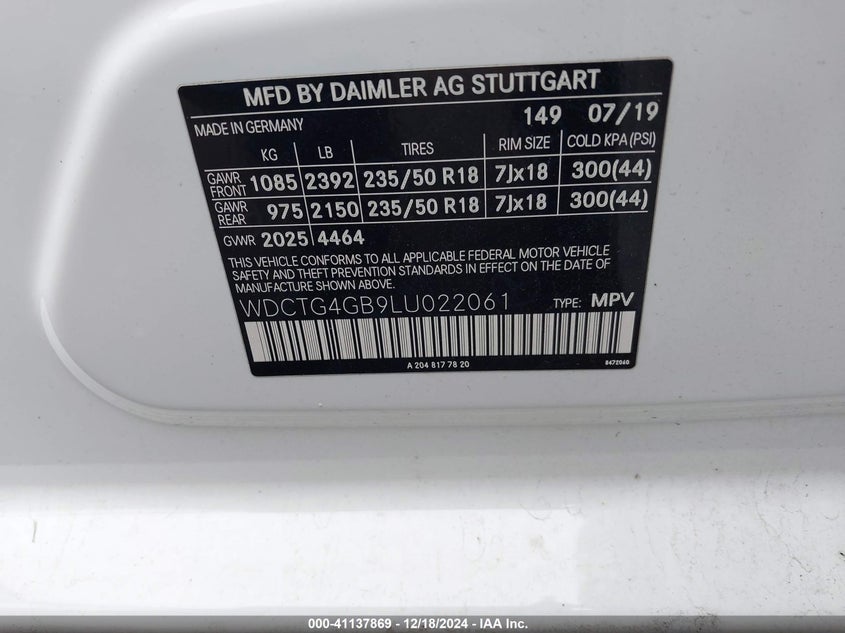 MFD BY DAIMLER AG STUTTGART
MADE IN GERMANY 149 07/19
KG LB TIRES RIM SIZE COLD KPA(PSI)
GAWR FRONT 1085 2392 235/50 R18 7Jx18 300(44)
GAWR REAR 975 2150 235/50 R18 7Jx18 300(44)
GVWR 2025 4464
THIS VEHICLE CONFORMS TO ALL APPLICABLE FEDERAL MOTOR VEHICLE
SAFETY AND THEFT PREVENTION STANDARDS IN EFFECT ON THE DATE OF
MANUFACTURE SHOWN ABOVE.
WDCTG4GB9LU022061 TYPE: MPV
A 204 817 78 20 8472060
000-41137869 • 12/18/2024 • IAA Inc.